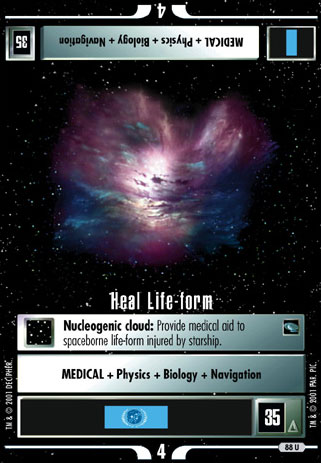 4
MEDICAL + Physics + Biology + Navigation
35
Heal Life-form
Nucleogenic cloud: Provide medical aid to
spaceborne life-form injured by starship.
MEDICAL + Physics + Biology + Navigation
35
TM & © 2001 DECIPHER.
TM & © 2001 PAR. PIC.
88 U
4